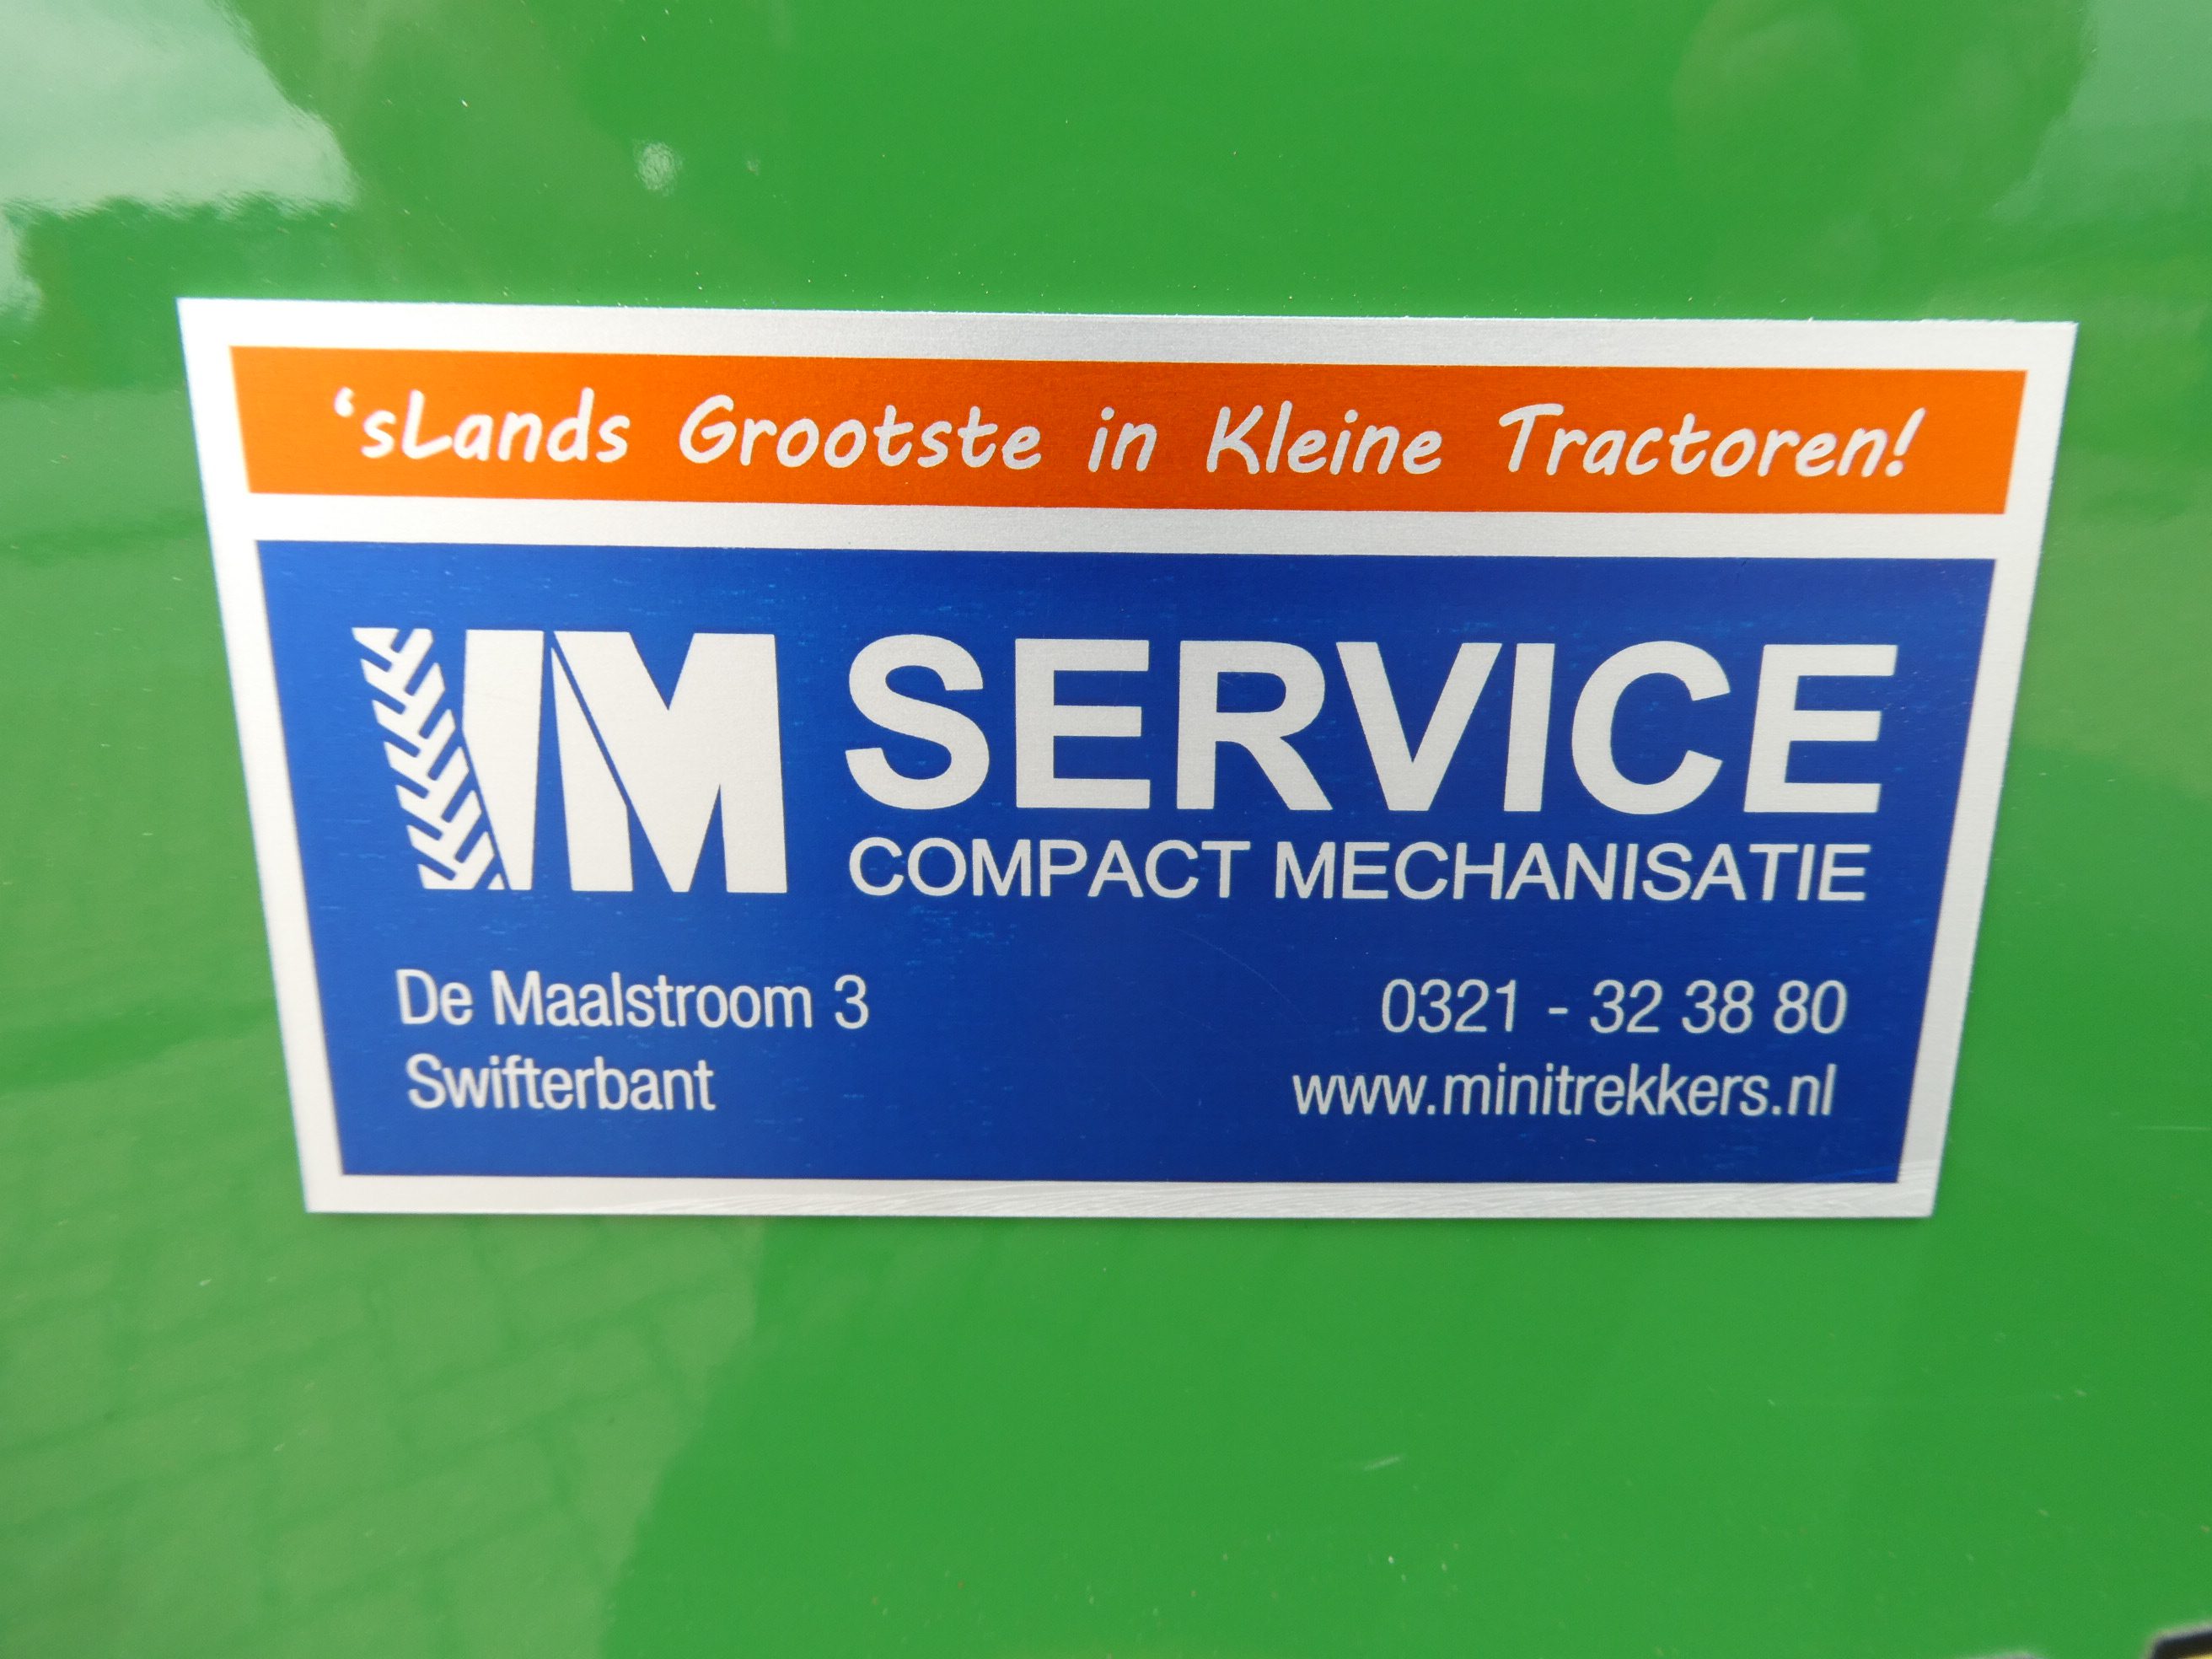 ‘sLands Grootste in Kleine Tractoren!
IM SERVICE
COMPACT MECHANISATIE
De Maalstroom 3
Swifterbant
0321 - 32 38 80
www.minitrekkers.nl